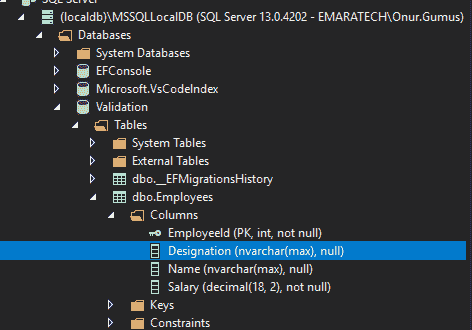 SQL Server
(localdb)\MSSQLLocalDB (SQL Server 13.0.4202 - EMARATECH\Onur.Gumus)
Databases
System Databases
EFConsole
Microsoft.VsCodeIndex
Validation
Tables
System Tables
External Tables
dbo.__EFMigrationsHistory
dbo.Employees
Columns
EmployeeId (PK, int, not null)
Designation (nvarchar(max), null)
Name (nvarchar(max), null)
Salary (decimal(18, 2), not null)
Keys
Constraints